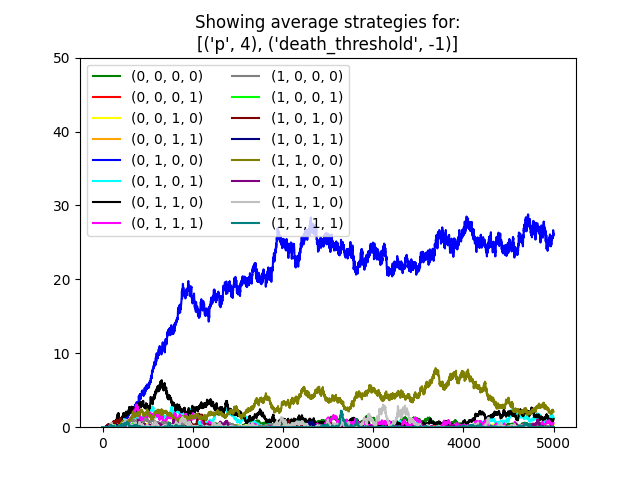 Showing average strategies for:
[('p', 4), ('death_threshold', -1)]
50
40
30
20
10
0
(0, 0, 0, 0)
(0, 0, 0, 1)
(0, 0, 1, 0)
(0, 0, 1, 1)
(0, 1, 0, 0)
(0, 1, 0, 1)
(0, 1, 1, 0)
(0, 1, 1, 1)
(1, 0, 0, 0)
(1, 0, 0, 1)
(1, 0, 1, 0)
(1, 0, 1, 1)
(1, 1, 0, 0)
(1, 1, 0, 1)
(1, 1, 1, 0)
(1, 1, 1, 1)
0 1000 2000 3000 4000 5000